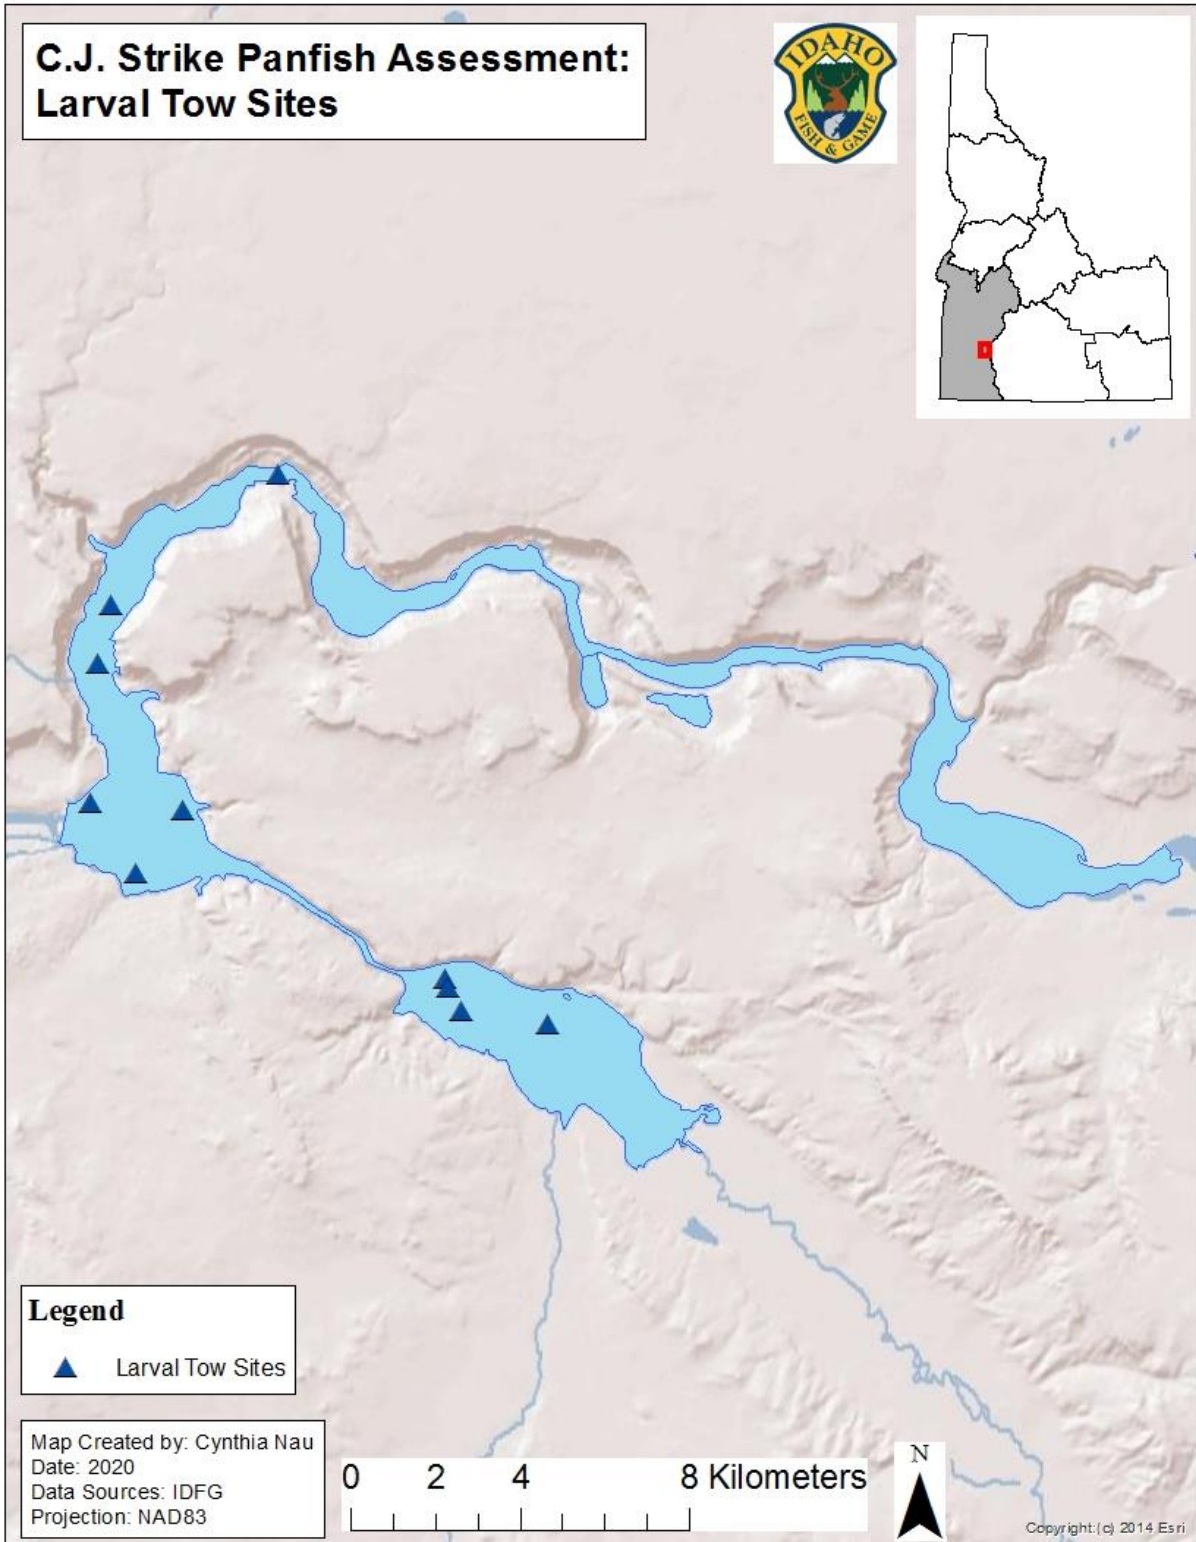 C.J. Strike Panfish Assessment:
Larval Tow Sites
IDAHO
FISH & GAME
Legend
Larval Tow Sites
Map Created by: Cynthia Nau
Date: 2020
Data Sources: IDFG
Projection: NAD83
0 2 4 8 Kilometers
N
Copyright:(c) 2014 Esri